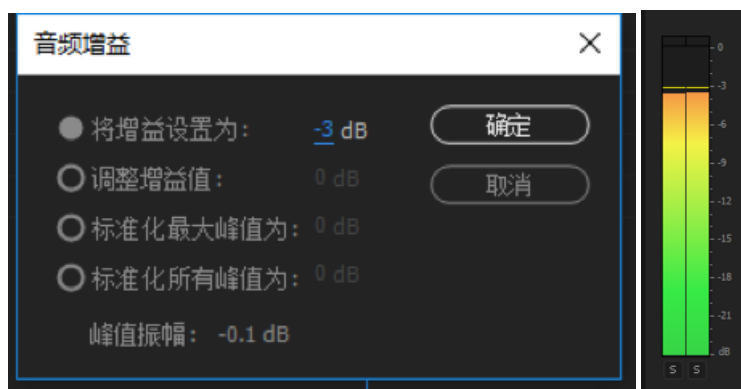 音频增益
将增益设置为： -3 dB 确定
调整增益值： 0 dB 取消
标准化最大峰值为： 0 dB
标准化所有峰值为： 0 dB
峰值振幅： -0.1 dB
0
-3
-6
-9
-12
-15
-18
-21
dB
S S